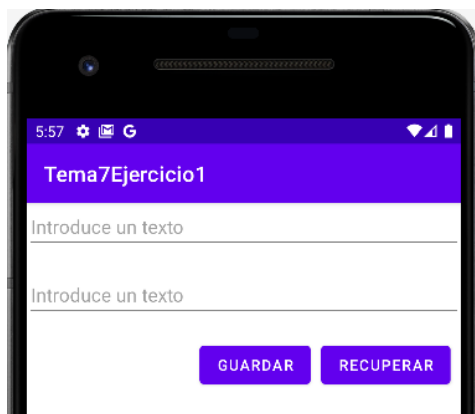 5:57 G
Tema7Ejercicio1
Introduce un texto
Introduce un texto
GUARDAR RECUPERAR